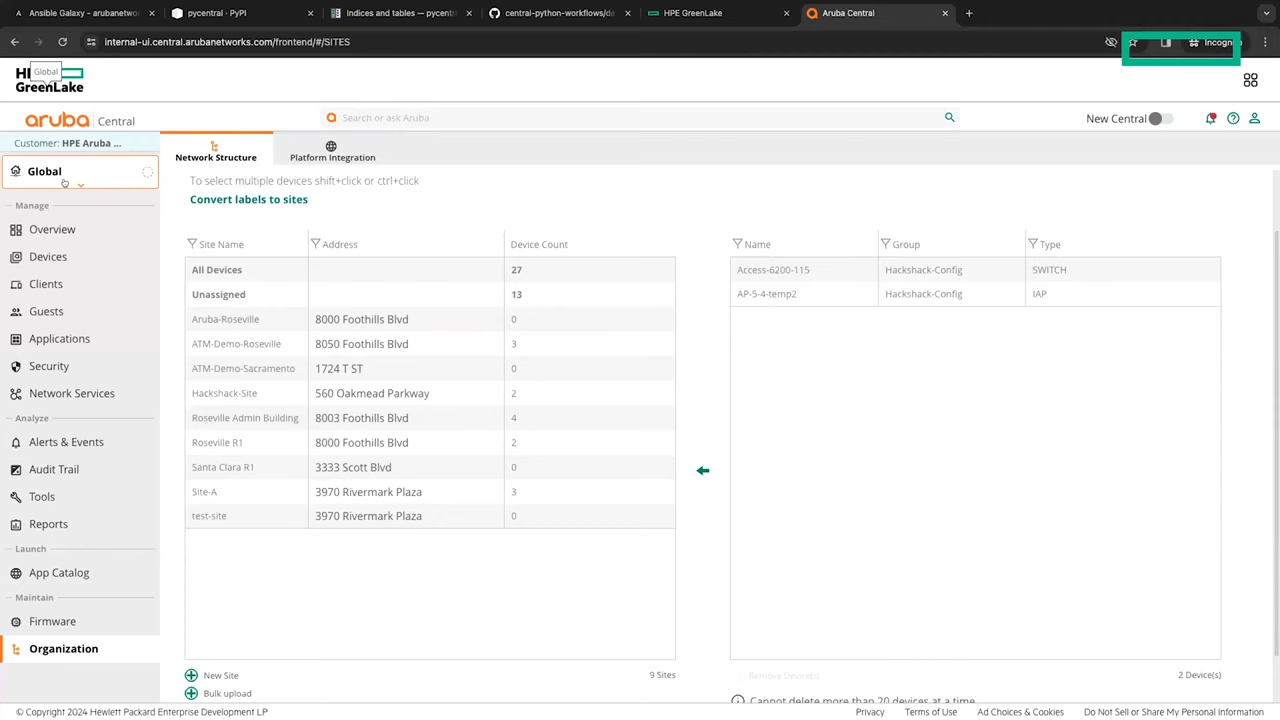 Ansible Galaxy - arubanetwor
pycentral · PyPI
Indices and tables — pycentr
central-python-workflows/de
HPE GreenLake
Aruba Central
internal-ui.central.arubanetworks.com/frontend/#/SITES
Incogni
Global
GreenLake
aruba Central
Search or ask Aruba
New Central
Customer: HPE Aruba ...
Network Structure
Platform Integration
Global
To select multiple devices shift+click or ctrl+click
Convert labels to sites
Manage
Overview
Devices
Clients
Guests
Applications
Security
Network Services
Analyze
Alerts & Events
Audit Trail
Tools
Reports
Launch
App Catalog
Maintain
Firmware
Organization
Site Name Address Device Count
All Devices 27
Unassigned 13
Aruba-Roseville 8000 Foothills Blvd 0
ATM-Demo-Roseville 8050 Foothills Blvd 3
ATM-Demo-Sacramento 1724 T ST 0
Hackshack-Site 560 Oakmead Parkway 2
Roseville Admin Building 8003 Foothills Blvd 4
Roseville R1 8000 Foothills Blvd 2
Santa Clara R1 3333 Scott Blvd 0
Site-A 3970 Rivermark Plaza 3
test-site 3970 Rivermark Plaza 0
New Site
9 Sites
Bulk upload
Name Group Type
Access-6200-115 Hackshack-Config SWITCH
AP-5-4-temp2 Hackshack-Config IAP
Remove Device(s)
2 Device(s)
Cannot delete more than 20 devices at a time
© Copyright 2024 Hewlett Packard Enterprise Development LP
Privacy
Terms of Use
Ad Choices & Cookies
Do Not Sell or Share My Personal Information